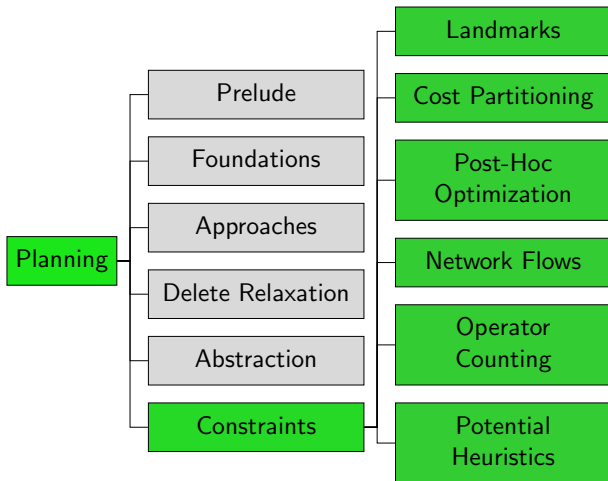 Planning
Prelude
Foundations
Approaches
Delete Relaxation
Abstraction
Constraints
Landmarks
Cost Partitioning
Post-Hoc
Optimization
Network Flows
Operator
Counting
Potential
Heuristics